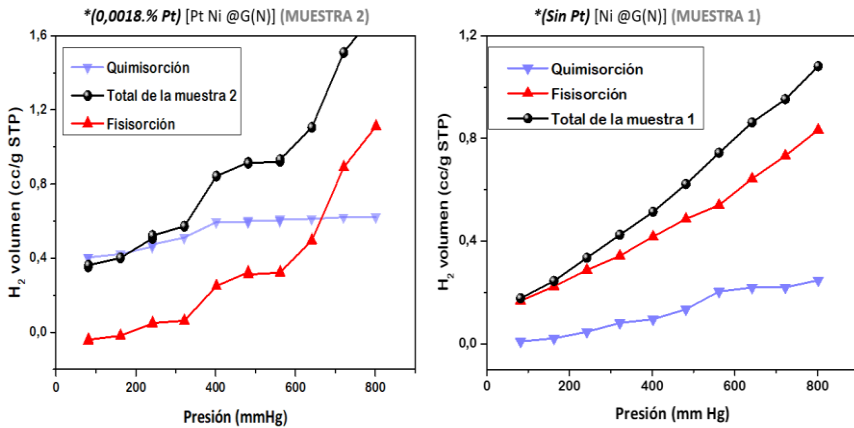 *(0,0018.% Pt) [Pt Ni @G(N)] (MUESTRA 2)
1,6
1,2
0,8
0,4
0,0
H2 volumen (cc/g STP)
Quimisorción
Total de la muestra 2
Fisisorción
0
200
400
600
800
Presión (mmHg)
*(Sin Pt) [Ni @G(N)] (MUESTRA 1)
1,2
0,8
0,4
0,0
H2 volumen (cc/g STP)
Quimisorción
Fisisorción
Total de la muestra 1
0
200
400
600
800
Presión (mm Hg)